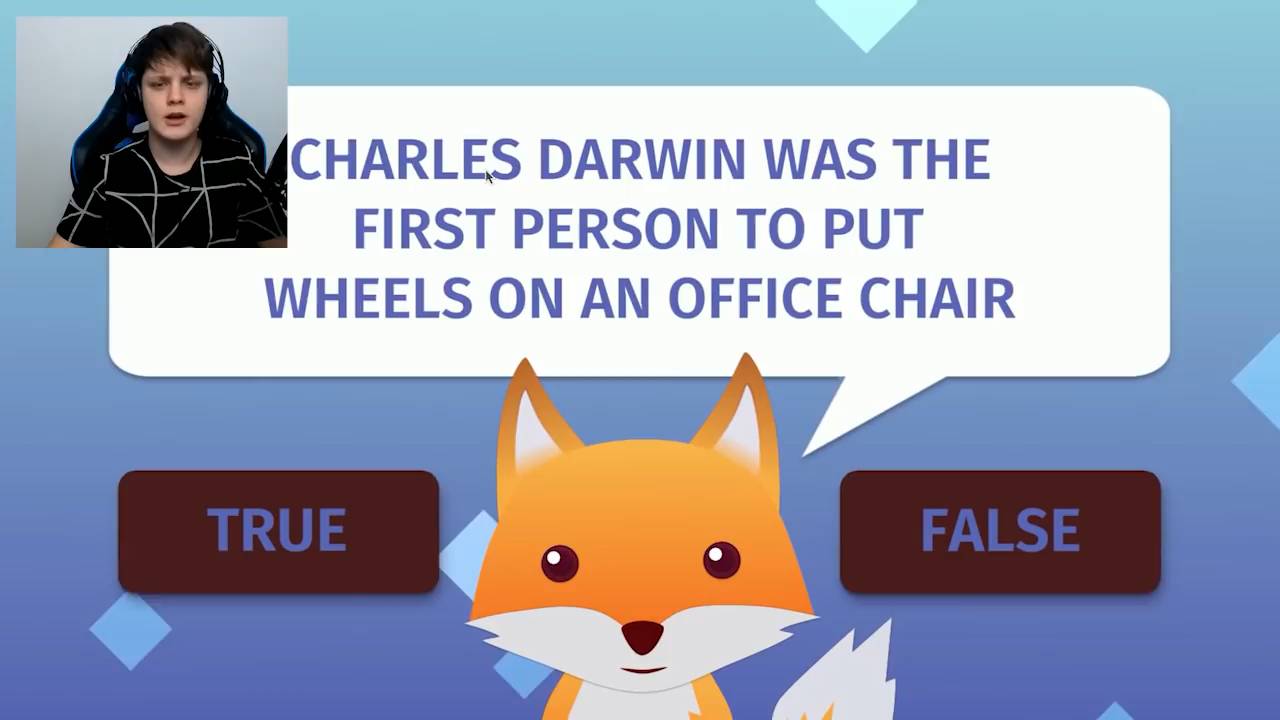 CHARLES DARWIN WAS THE
FIRST PERSON TO PUT
WHEELS ON AN OFFICE CHAIR
TRUE
FALSE